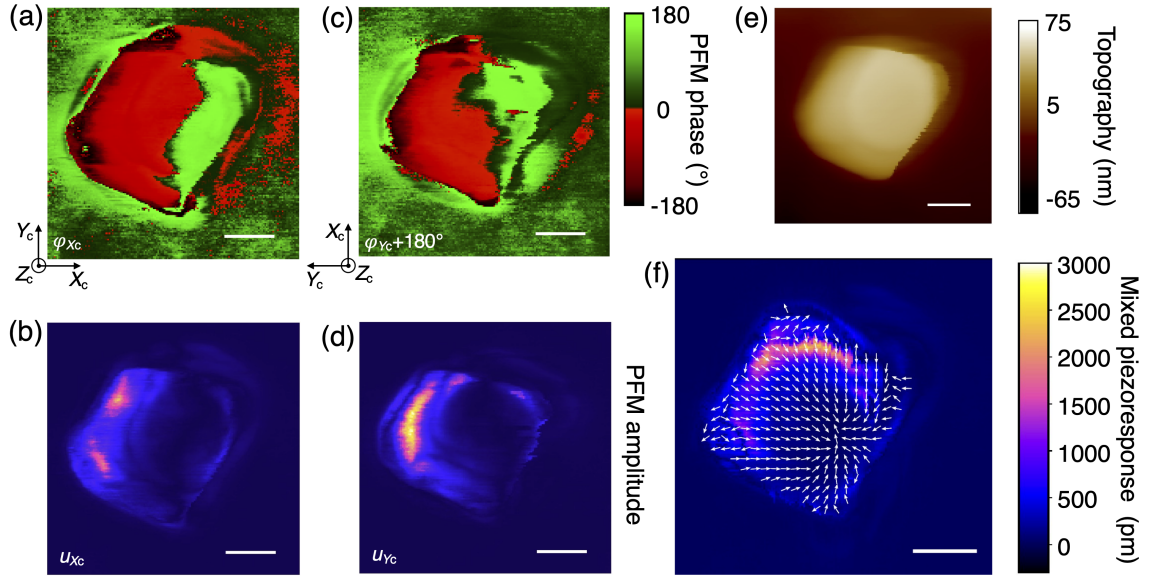 (a)
φXc
Yc
Zc
Xc
(c)
φYc+180°
Xc
Yc
Zc
180
0
-180
PFM phase (°)
(e)
75
5
-65
Topography (nm)
(b)
uXc
(d)
uYc
PFM amplitude
(f)
3000
2500
2000
1500
1000
500
0
Mixed piezoresponse (pm)